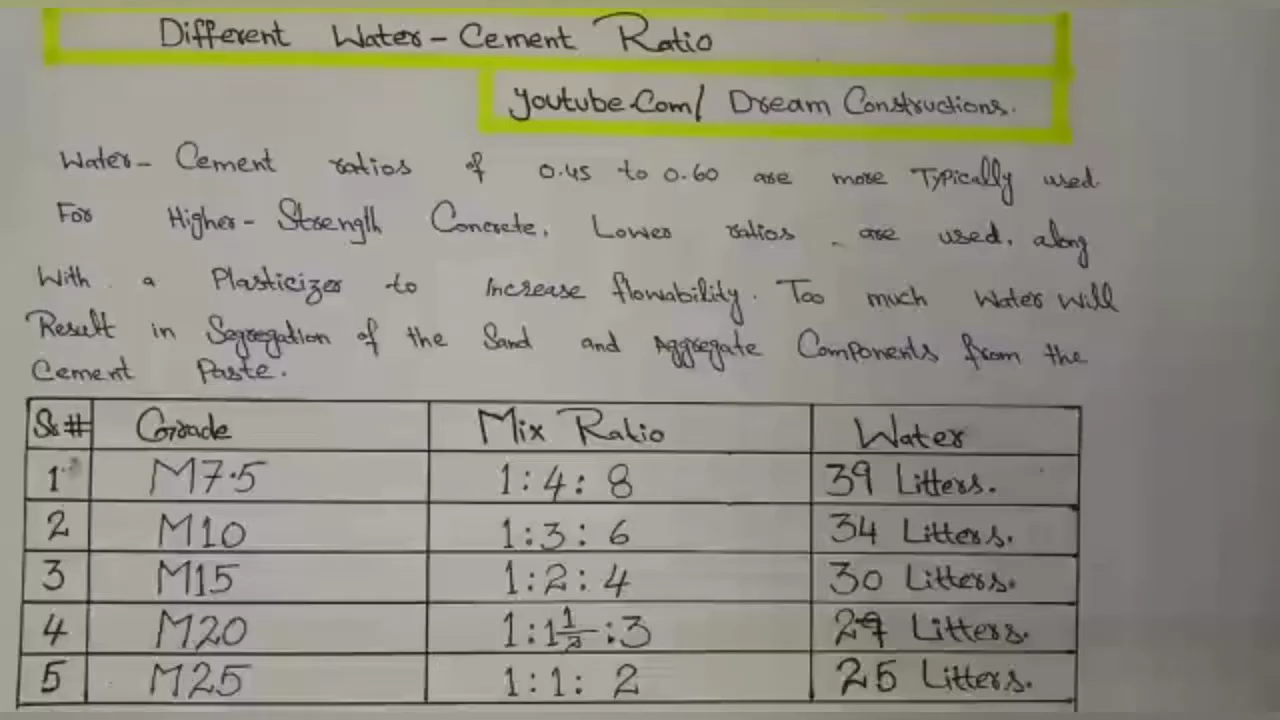 Different Water-Cement Ratio
Youtube.Com/ Dream Constructions.
Water- Cement ratios of 0.45 to 0.60 are more Typically used.
For Higher-Strength Concrete, Lower ratios are used, along
With a Plasticizer to Increase flowability. Too much Water Will
Result in Segregation of the Sand and Aggregate Components from the
Cement Paste.
Sr# Grade Mix Ratio Water
1 M7.5 1:4:8 39 Litters.
2 M10 1:3:6 34 Litters.
3 M15 1:2:4 30 Litters.
4 M20 1:1½:3 Litters.
5 M25 1:1:2 25 Litters.